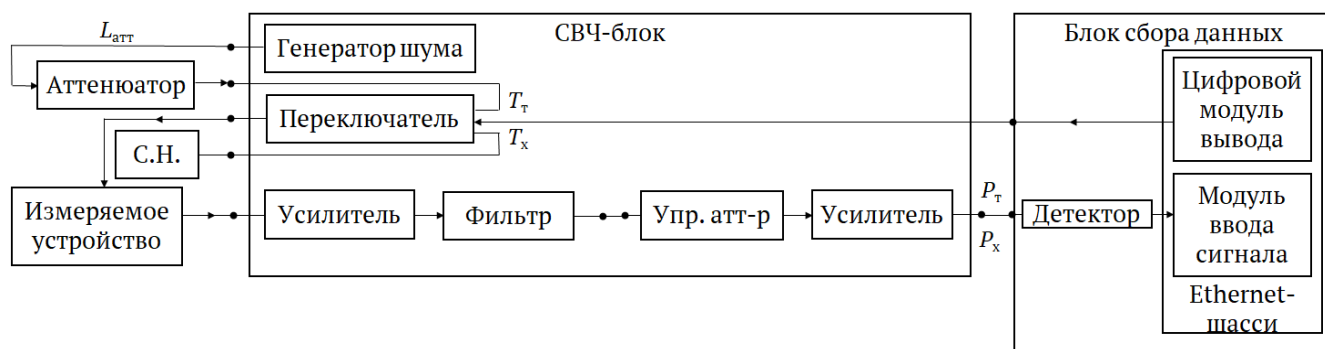 СВЧ-блок
Блок сбора данных
L_атт
Генератор шума
Аттенюатор
T_т
Переключатель
T_х
С.Н.
Цифровой
модуль
вывода
Измеряемое
устройство
Усилитель
Фильтр
Упр. атт-р
Усилитель
P_т
P_х
Детектор
Модуль
ввода
сигнала
Ethernet-
шасси